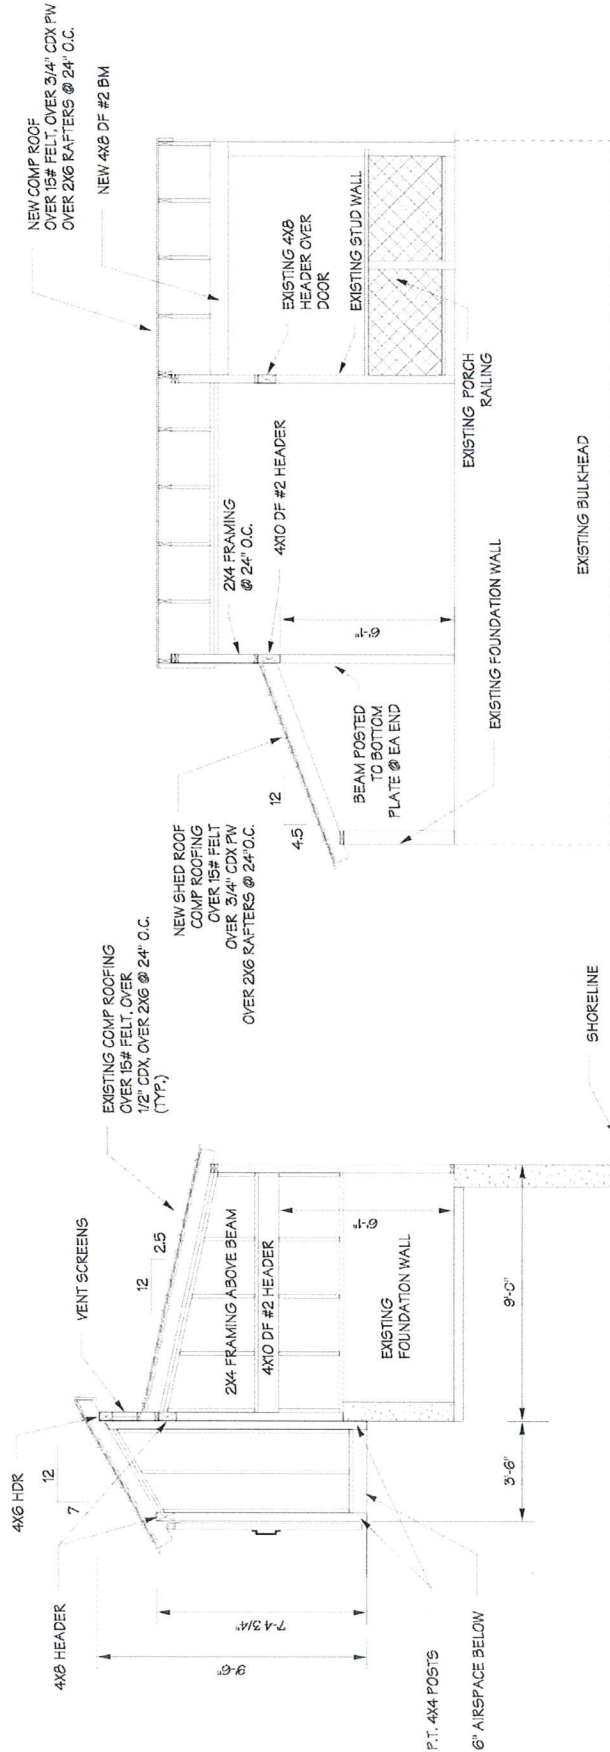 4X6 HDR
12
7
4X8 HEADER
VENT SCREENS
EXISTING COMP ROOFING
OVER 15# FELT, OVER
1/2" CDX, OVER 2X6 @ 24" O.C.
(TYP.)
12
2.5
2X4 FRAMING ABOVE BEAM
4X10 DF #2 HEADER
6'-1"
EXISTING
FOUNDATION WALL
9'-6"
7'-4 3/4"
P.T. 4X4 POSTS
6" AIRSPACE BELOW
3'-6"
9'-0"
SHORELINE
NEW SHED ROOF
COMP ROOFING
OVER 15# FELT
OVER 3/4" CDX PW
OVER 2X6 RAFTERS @ 24"O.C.
12
4.5
BEAM POSTED
TO BOTTOM
PLATE @ EA END
6'-1"
2X4 FRAMING
@ 24" O.C.
4X10 DF #2 HEADER
EXISTING FOUNDATION WALL
NEW COMP ROOF
OVER 15# FELT, OVER 3/4" CDX PW
OVER 2X6 RAFTERS @ 24" O.C.
NEW 4X8 DF #2 BM
EXISTING 4X8
HEADER OVER
DOOR
EXISTING STUD WALL
EXISTING PORCH
RAILING
EXISTING BULKHEAD